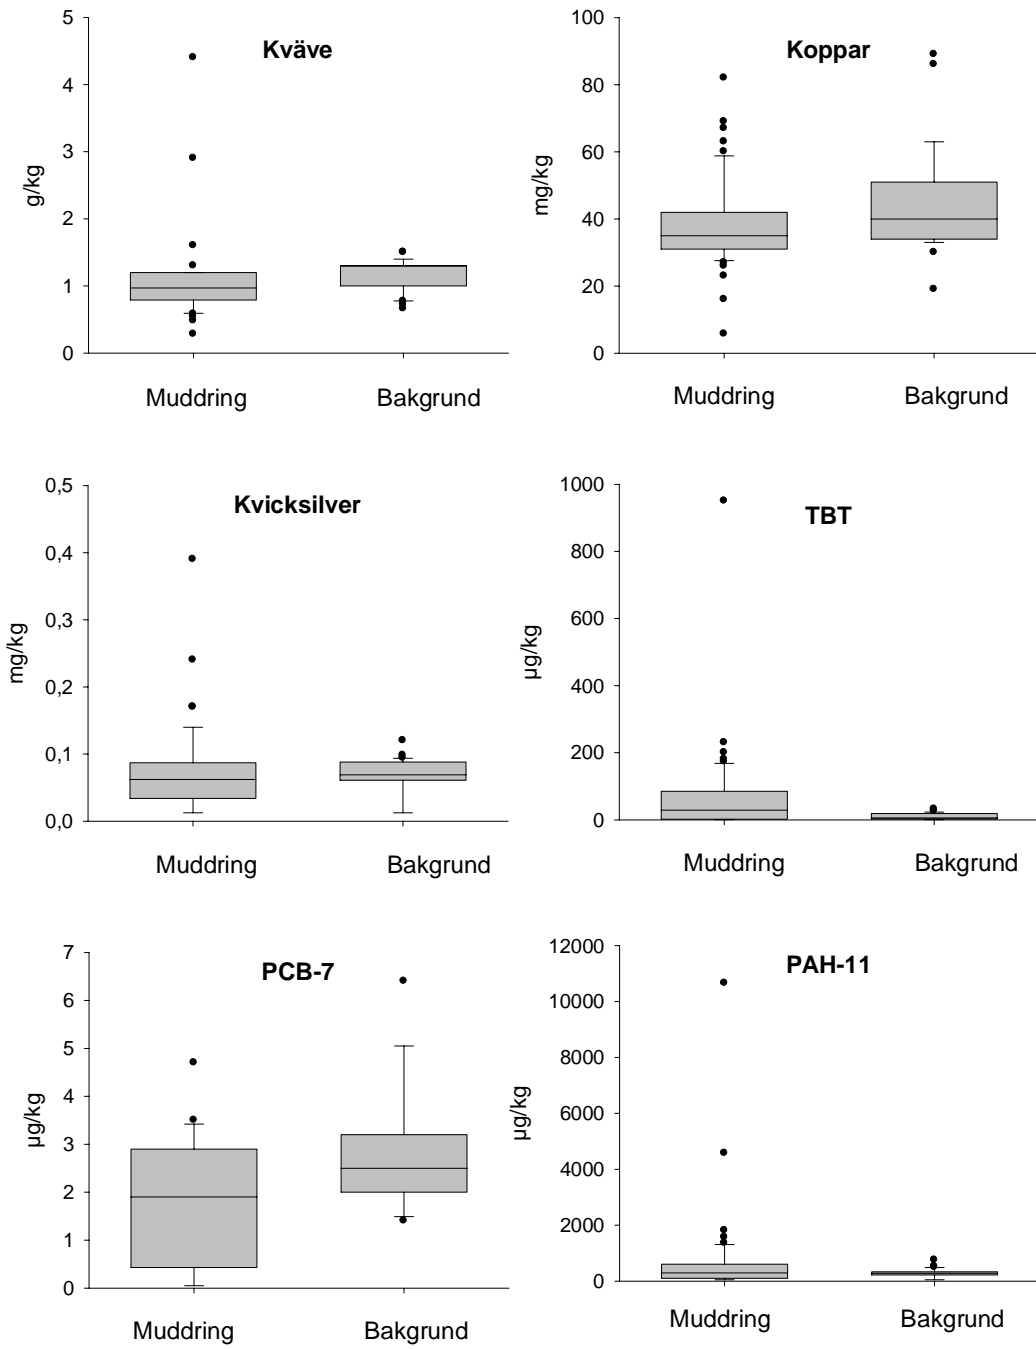 Kväve
g/kg
5
4
3
2
1
0
Muddring
Bakgrund
Koppar
mg/kg
100
80
60
40
20
0
Muddring
Bakgrund
Kvicksilver
mg/kg
0,5
0,4
0,3
0,2
0,1
0,0
Muddring
Bakgrund
TBT
µg/kg
1000
800
600
400
200
0
Muddring
Bakgrund
PCB-7
µg/kg
7
6
5
4
3
2
1
0
Muddring
Bakgrund
PAH-11
µg/kg
12000
10000
8000
6000
4000
2000
0
Muddring
Bakgrund